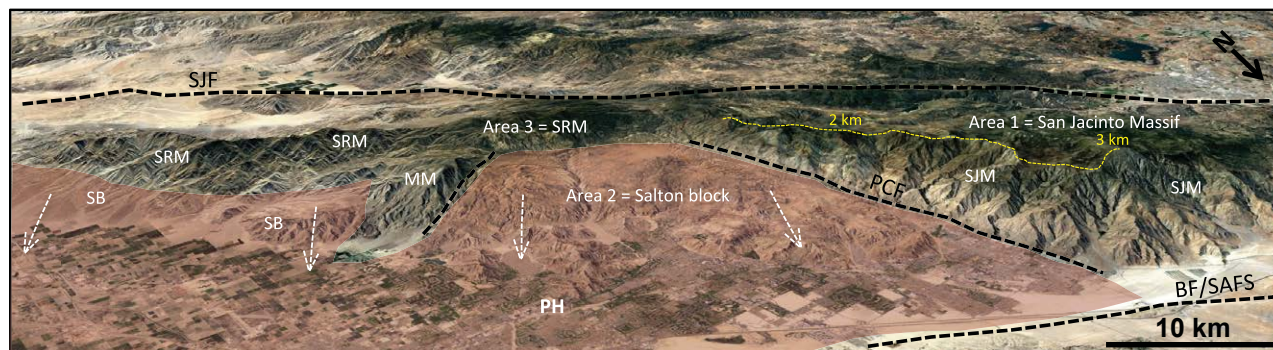 N
SJF
2 km
Area 1 = San Jacinto Massif
Area 3 = SRM
3 km
SRM
SRM
MM
SJM
SJM
PCF
SB
Area 2 = Salton block
SB
BF/SAFS
PH
10 km